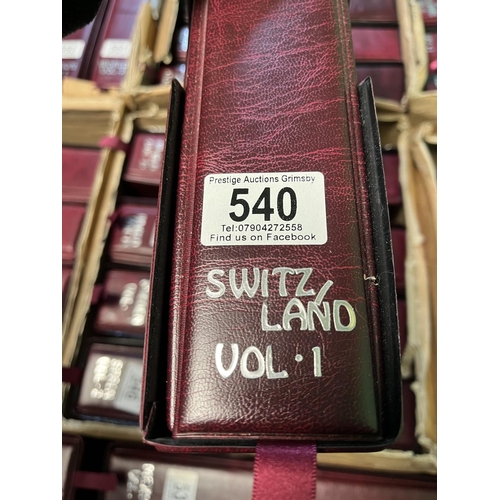 Prestige Auctions Grimsby
540
Tel:07904272558
Find us on Facebook
SWITZ/
LAND
VOL·1